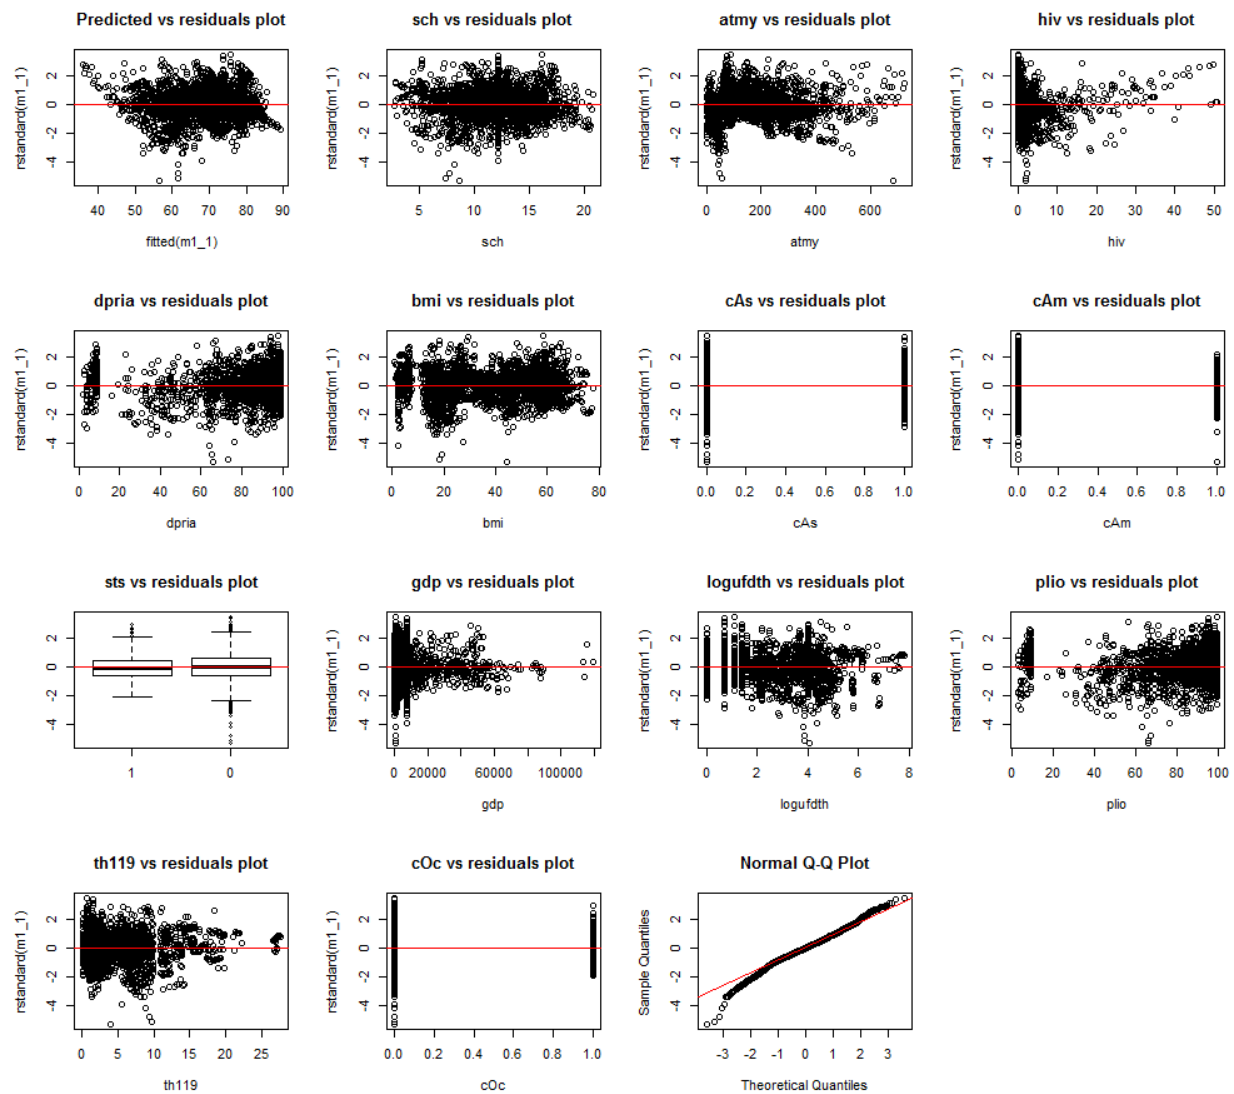 Predicted vs residuals plot
rstandard(m1_1)
2
0
-2
-4
40 50 60 70 80 90
fitted(m1_1)
sch vs residuals plot
rstandard(m1_1)
2
0
-2
-4
5 10 15 20
sch
atmy vs residuals plot
rstandard(m1_1)
2
0
-2
-4
0 200 400 600
atmy
hiv vs residuals plot
rstandard(m1_1)
2
0
-2
-4
0 10 20 30 40 50
hiv
dpria vs residuals plot
rstandard(m1_1)
2
0
-2
-4
0 20 40 60 80 100
dpria
bmi vs residuals plot
rstandard(m1_1)
2
0
-2
-4
0 20 40 60 80
bmi
cAs vs residuals plot
rstandard(m1_1)
2
0
-2
-4
0.0 0.2 0.4 0.6 0.8 1.0
cAs
cAm vs residuals plot
rstandard(m1_1)
2
0
-2
-4
0.0 0.2 0.4 0.6 0.8 1.0
cAm
sts vs residuals plot
2
0
-2
-4
1 0
gdp vs residuals plot
rstandard(m1_1)
2
0
-2
-4
0 20000 60000 100000
gdp
logufdth vs residuals plot
rstandard(m1_1)
2
0
-2
-4
0 2 4 6 8
logufdth
plio vs residuals plot
rstandard(m1_1)
2
0
-2
-4
0 20 40 60 80 100
plio
th119 vs residuals plot
rstandard(m1_1)
2
0
-2
-4
0 5 10 15 20 25
th119
cOc vs residuals plot
rstandard(m1_1)
2
0
-2
-4
0.0 0.2 0.4 0.6 0.8 1.0
cOc
Normal Q-Q Plot
Sample Quantiles
2
0
-2
-4
-3 -2 -1 0 1 2 3
Theoretical Quantiles